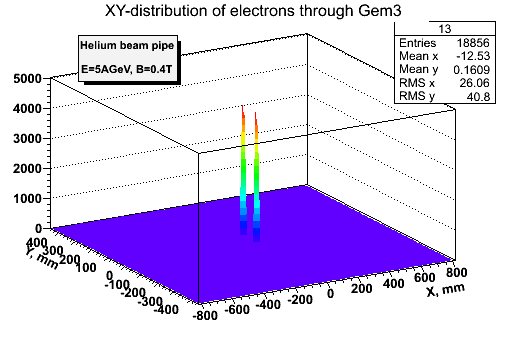 XY-distribution of electrons through Gem3
13
Entries 18856
Mean x -12.53
Mean y 0.1609
RMS x 26.06
RMS y 40.8
Helium beam pipe
E=5AGeV, B=0.4T
5000
4000
3000
2000
1000
0
400
300
200
100
0
-100
-200
-300
-400
Y, mm
-800
-600
-400
-200
0
200
400
600
800
X, mm